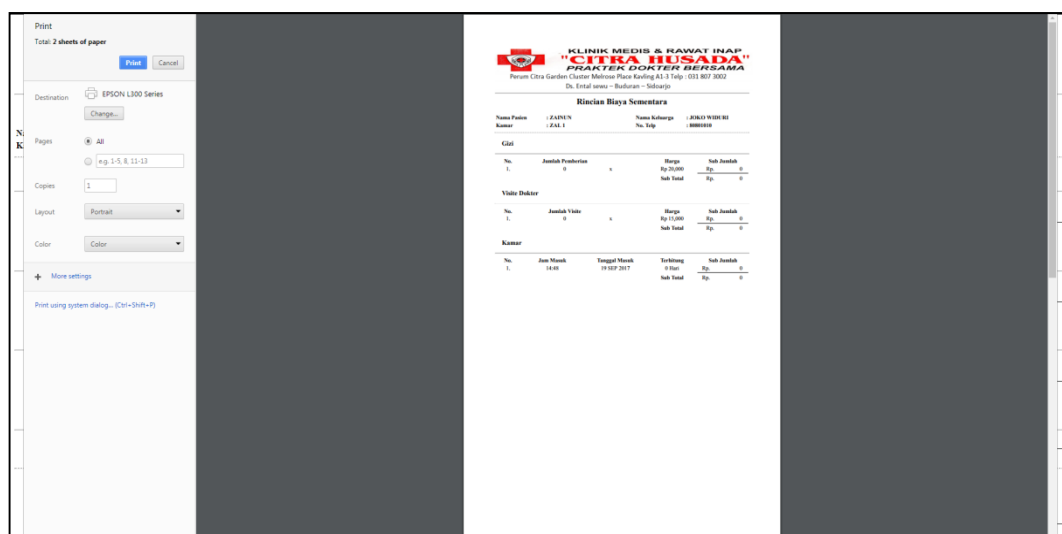 Print
Total: 2 sheets of paper
Print Cancel
Destination EPSON L300 Series
Change...
Pages All
e.g. 1-5, 8, 11-13
Copies 1
Layout Portrait
Color Color
+ More settings
Print using system dialog... (Ctrl+Shift+P)
KLINIK MEDIS & RAWAT INAP
"CITRA HUSADA"
PRAKTEK DOKTER BERSAMA
Perum Citra Garden Cluster Melrose Place Kavling A1-3 Telp : 031 807 3002
Ds. Ental sewu – Buduran – Sidoarjo
Rincian Biaya Sementara
Nama Pasien : ZAINUN Nama Keluarga : JOKO WIDURI
Kamar : ZAL 1 No. Telp
Gizi
No. Jumlah Pemberian Harga Sub Jumlah
1. 0 x Rp 20,000 Rp. 0
Sub Total Rp. 0
Visite Dokter
No. Jumlah Visite Harga Sub Jumlah
1. 0 x Rp 15,000 Rp. 0
Sub Total Rp. 0
Kamar
No. Jam Masuk Tanggal Masuk Terhitung Sub Jumlah
1. 14:40 19 SEP 2017 0 Hari Rp. 0
Sub Total Rp. 0